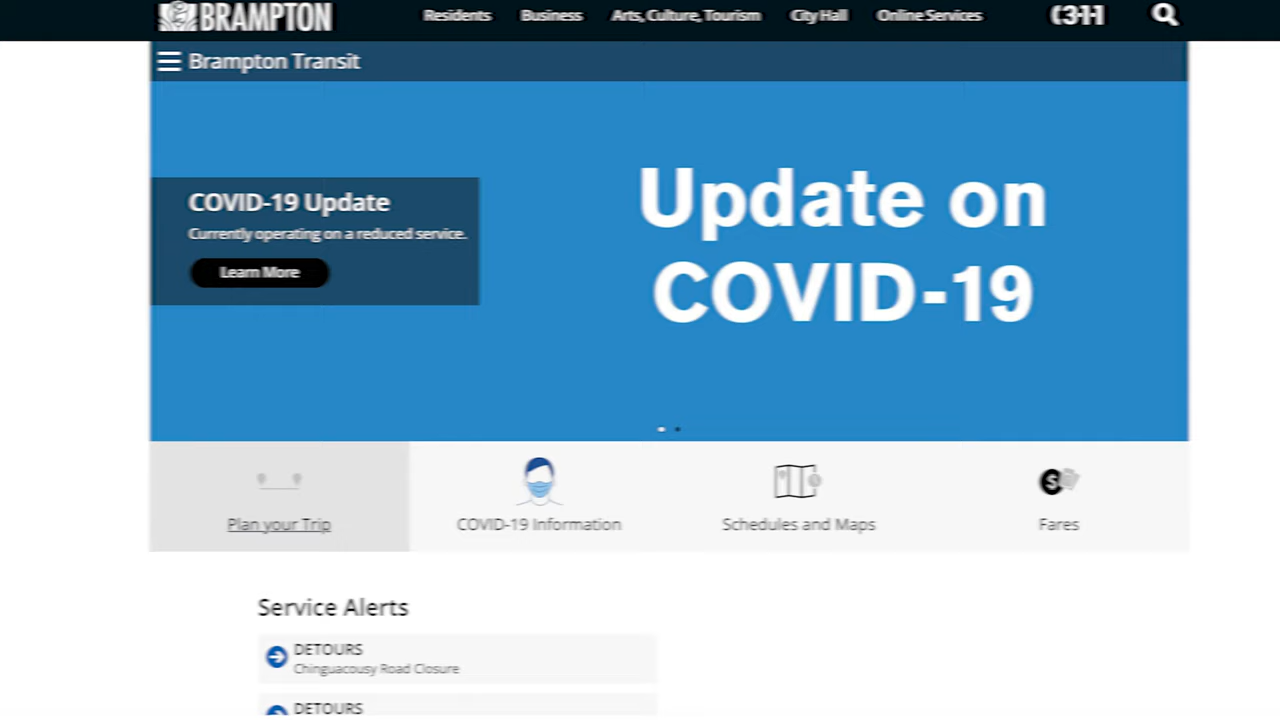 BRAMPTON Residents Business Arts, Culture, Tourism City Hall Online Services (311
Brampton Transit
COVID-19 Update
Currently operating on a reduced service.
Learn More
Update on
COVID-19
Plan your Trip COVID-19 Information Schedules and Maps Fares
Service Alerts
DETOURS
Chinguacousy Road Closure
DETOURS